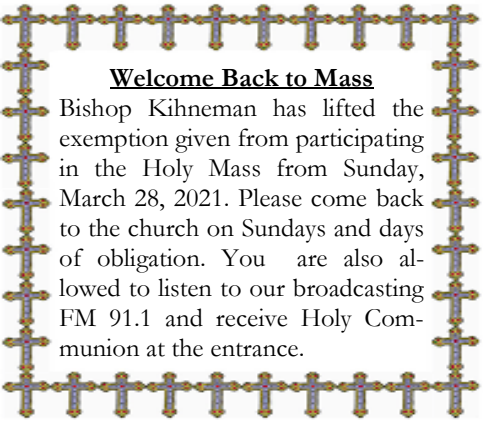 Welcome Back to Mass
Bishop Kihneman has lifted the
exemption given from participating
in the Holy Mass from Sunday,
March 28, 2021. Please come back
to the church on Sundays and days
of obligation. You are also al-
lowed to listen to our broadcasting
FM 91.1 and receive Holy Com-
munion at the entrance.